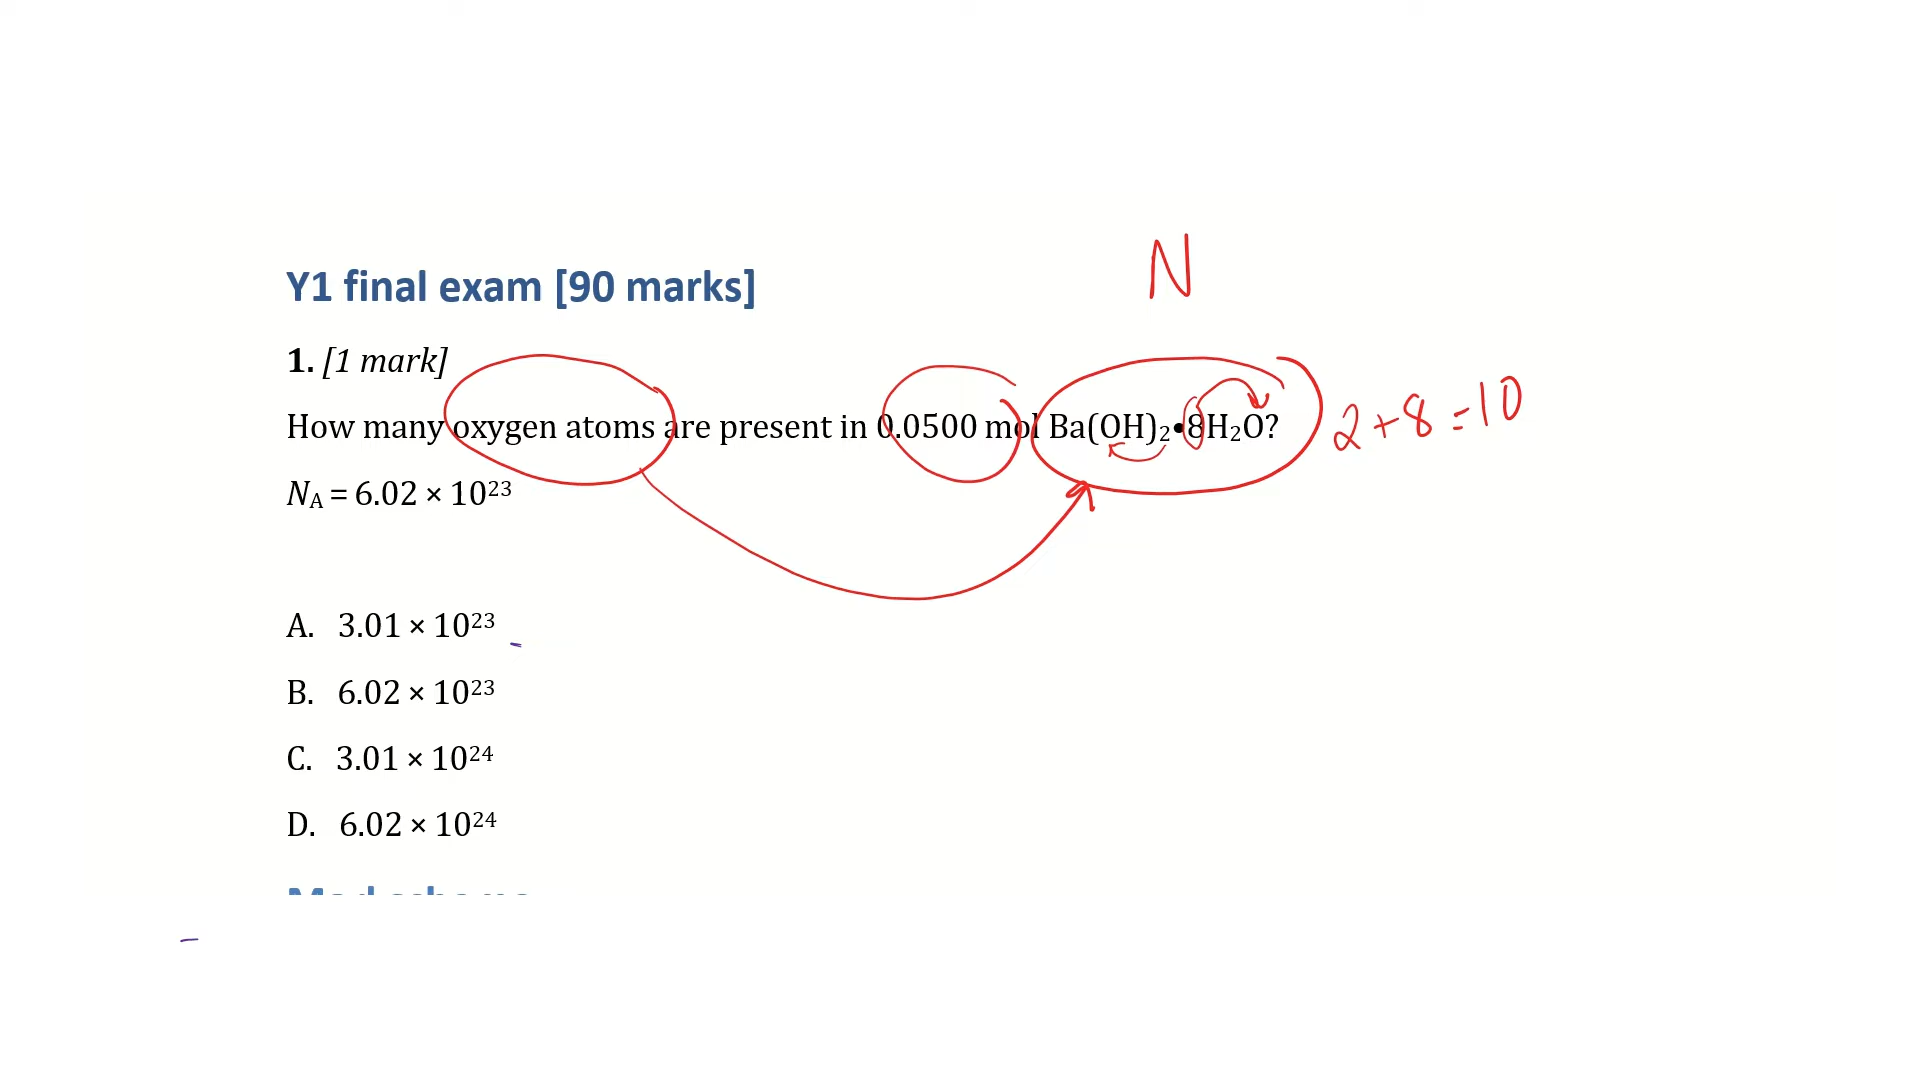 N
Y1 final exam [90 marks]
1. [1 mark]
How many oxygen atoms are present in 0.0500 mol Ba(OH)₂•8H₂O? 2+8=10
Nᴀ = 6.02 × 10²³
A. 3.01 × 10²³
B. 6.02 × 10²³
C. 3.01 × 10²⁴
D. 6.02 × 10²⁴